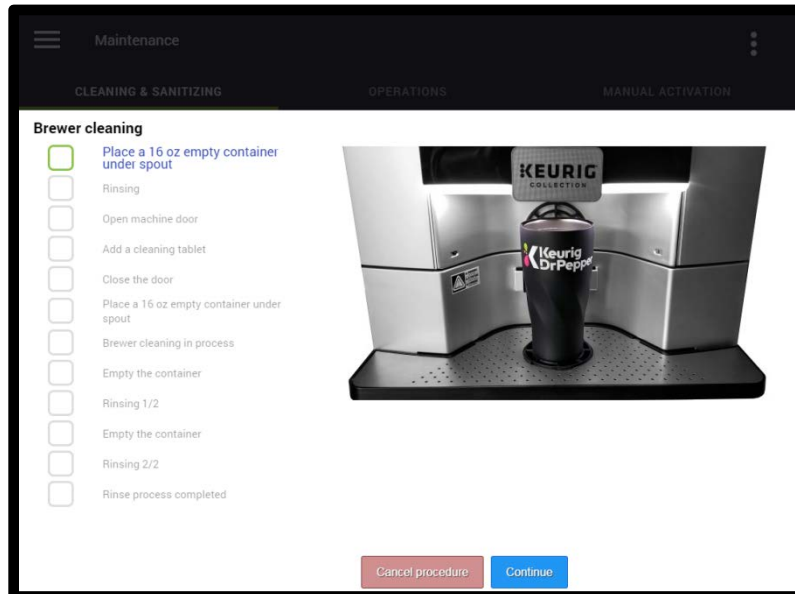 Maintenance
CLEANING & SANITIZING
OPERATIONS
MANUAL ACTIVATION
Brewer cleaning
Place a 16 oz empty container
under spout
Rinsing
Open machine door
Add a cleaning tablet
Close the door
Place a 16 oz empty container under
spout
Brewer cleaning in process
Empty the container
Rinsing 1/2
Empty the container
Rinsing 2/2
Rinse process completed
KEURIG
COLLECTION
Keurig
DrPepper
Cancel procedure
Continue